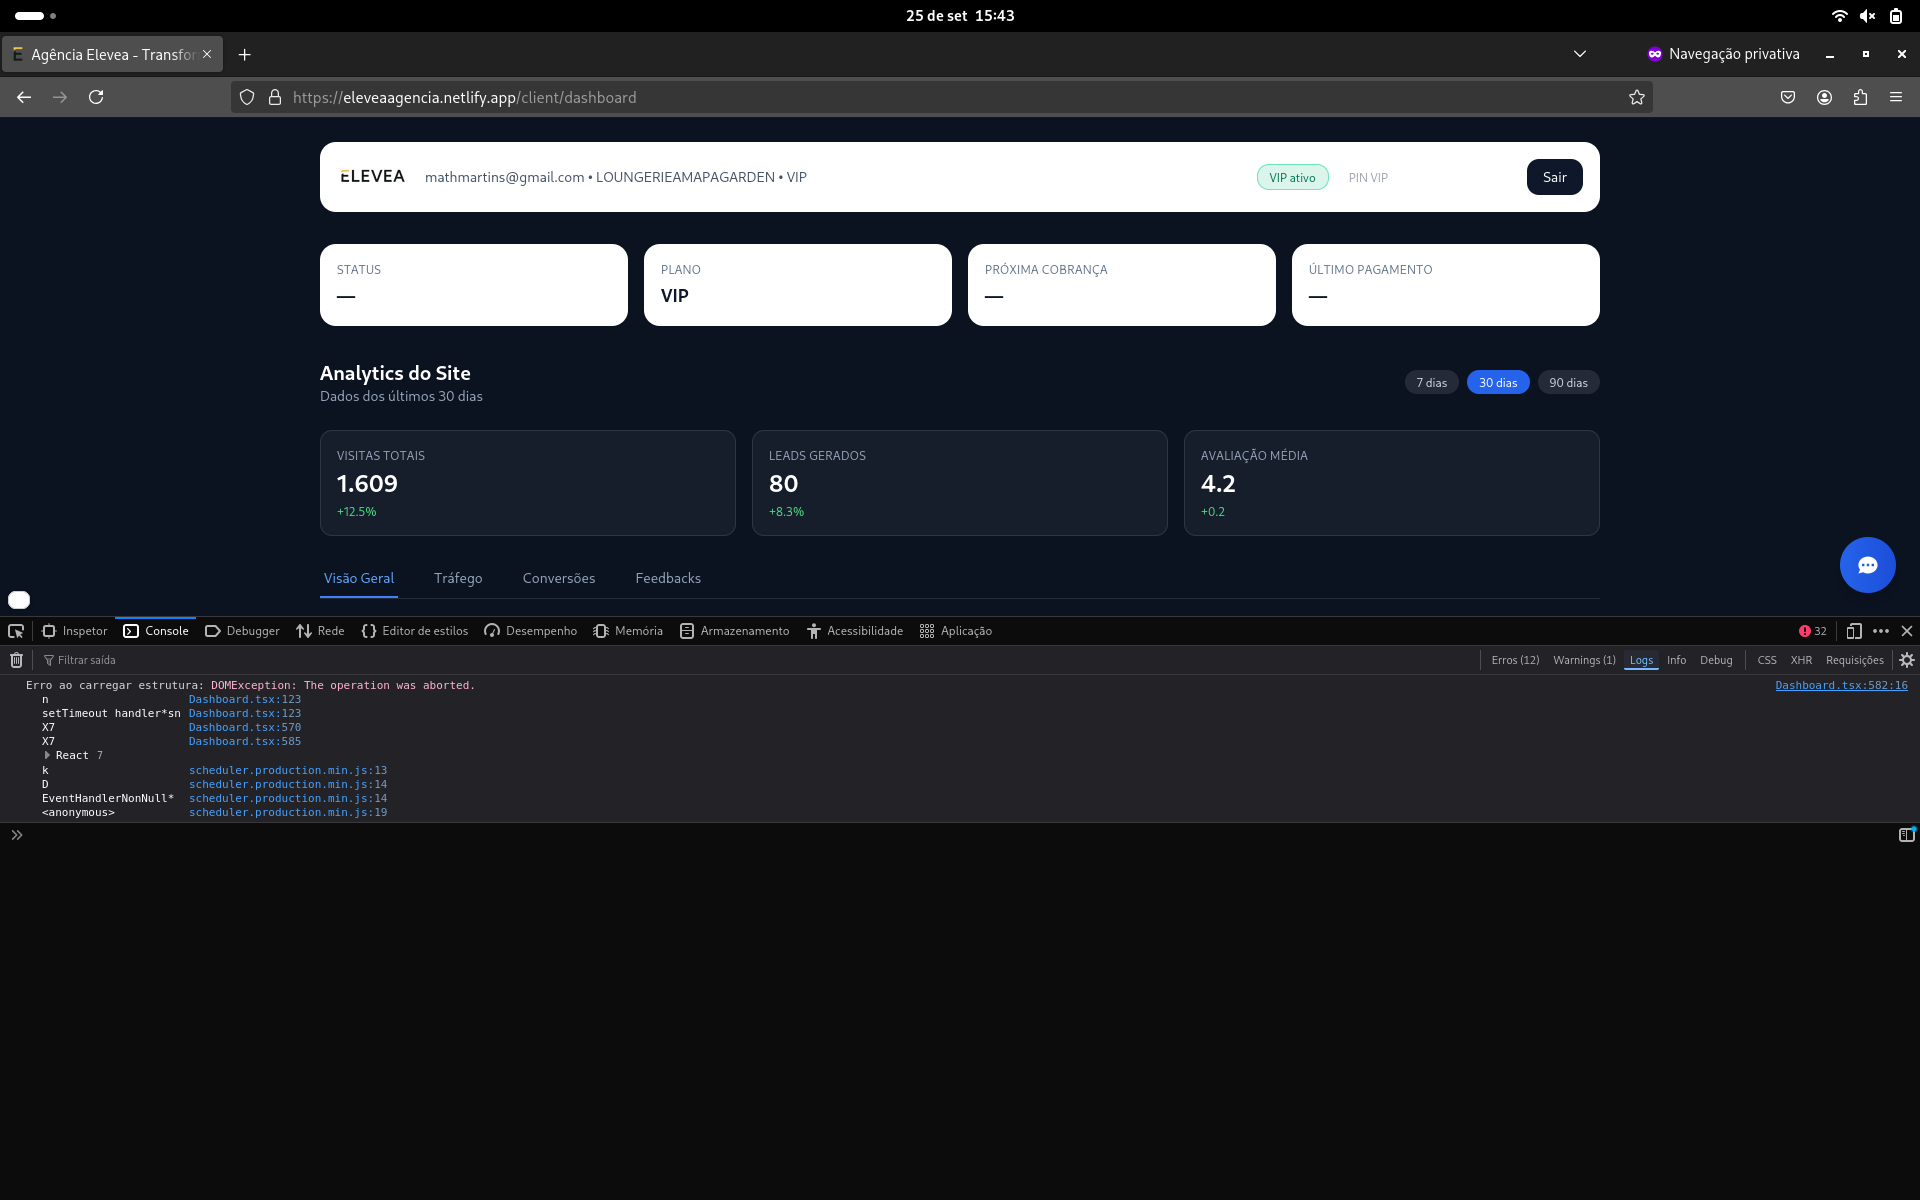 25 de set 15:43
Agência Elevea - Transfor
Navegação privativa
https://eleveaagencia.netlify.app/client/dashboard
ELEVEA
mathmartins@gmail.com • LOUNGERIEAMAPAGARDEN • VIP
VIP ativo
PIN VIP
Sair
STATUS
—
PLANO
VIP
PRÓXIMA COBRANÇA
—
ÚLTIMO PAGAMENTO
—
Analytics do Site
Dados dos últimos 30 dias
7 dias
30 dias
90 dias
VISITAS TOTAIS
1.609
+12.5%
LEADS GERADOS
80
+8.3%
AVALIAÇÃO MÉDIA
4.2
+0.2
Visão Geral
Tráfego
Conversões
Feedbacks
Inspetor
Console
Debugger
Rede
Editor de estilos
Desempenho
Memória
Armazenamento
Acessibilidade
Aplicação
32
Filtrar saída
Erros (12)
Warnings (1)
Logs
Info
Debug
CSS
XHR
Requisições
Erro ao carregar estrutura: DOMException: The operation was aborted.
Dashboard.tsx:582:16
n Dashboard.tsx:123
setTimeout handler*sn Dashboard.tsx:123
X7 Dashboard.tsx:570
X7 Dashboard.tsx:585
React 7
k scheduler.production.min.js:13
D scheduler.production.min.js:14
EventHandlerNonNull* scheduler.production.min.js:14
<anonymous> scheduler.production.min.js:19